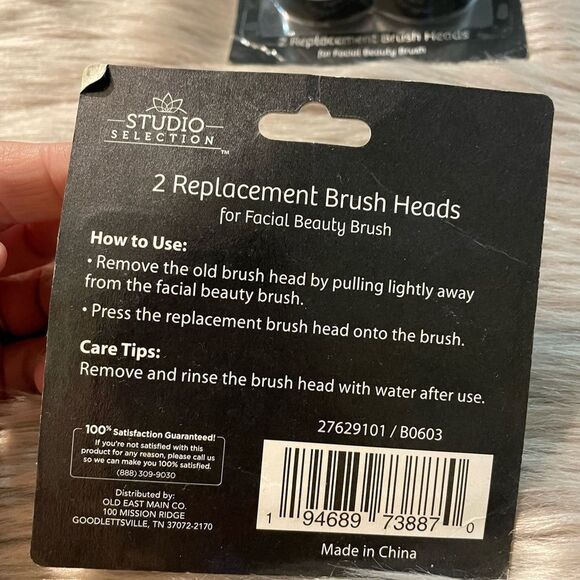 2 Replacement Brush Heads
for Facial Beauty Brush
STUDIO
SELECTION™
2 Replacement Brush Heads
for Facial Beauty Brush
How to Use:
• Remove the old brush head by pulling lightly away
from the facial beauty brush.
• Press the replacement brush head onto the brush.
Care Tips:
Remove and rinse the brush head with water after use.
100% Satisfaction Guaranteed!
If you're not satisfied with this
product for any reason, please call us
so we can make you 100% satisfied.
(888) 309-9030
Distributed by:
OLD EAST MAIN CO.
100 MISSION RIDGE
GOODLETTSVILLE, TN 37072-2170
27629101 / B0603
1 94689 73887 0
Made in China